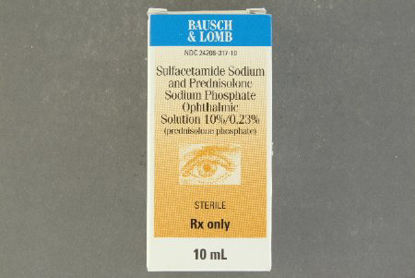 BAUSCH
& LOMB
NDC 24208-317-10
Sulfacetamide Sodium
and Prednisolone
Sodium Phosphate
Ophthalmic
Solution 10%/0.23%
(prednisolone phosphate)
STERILE
Rx only
10 mL